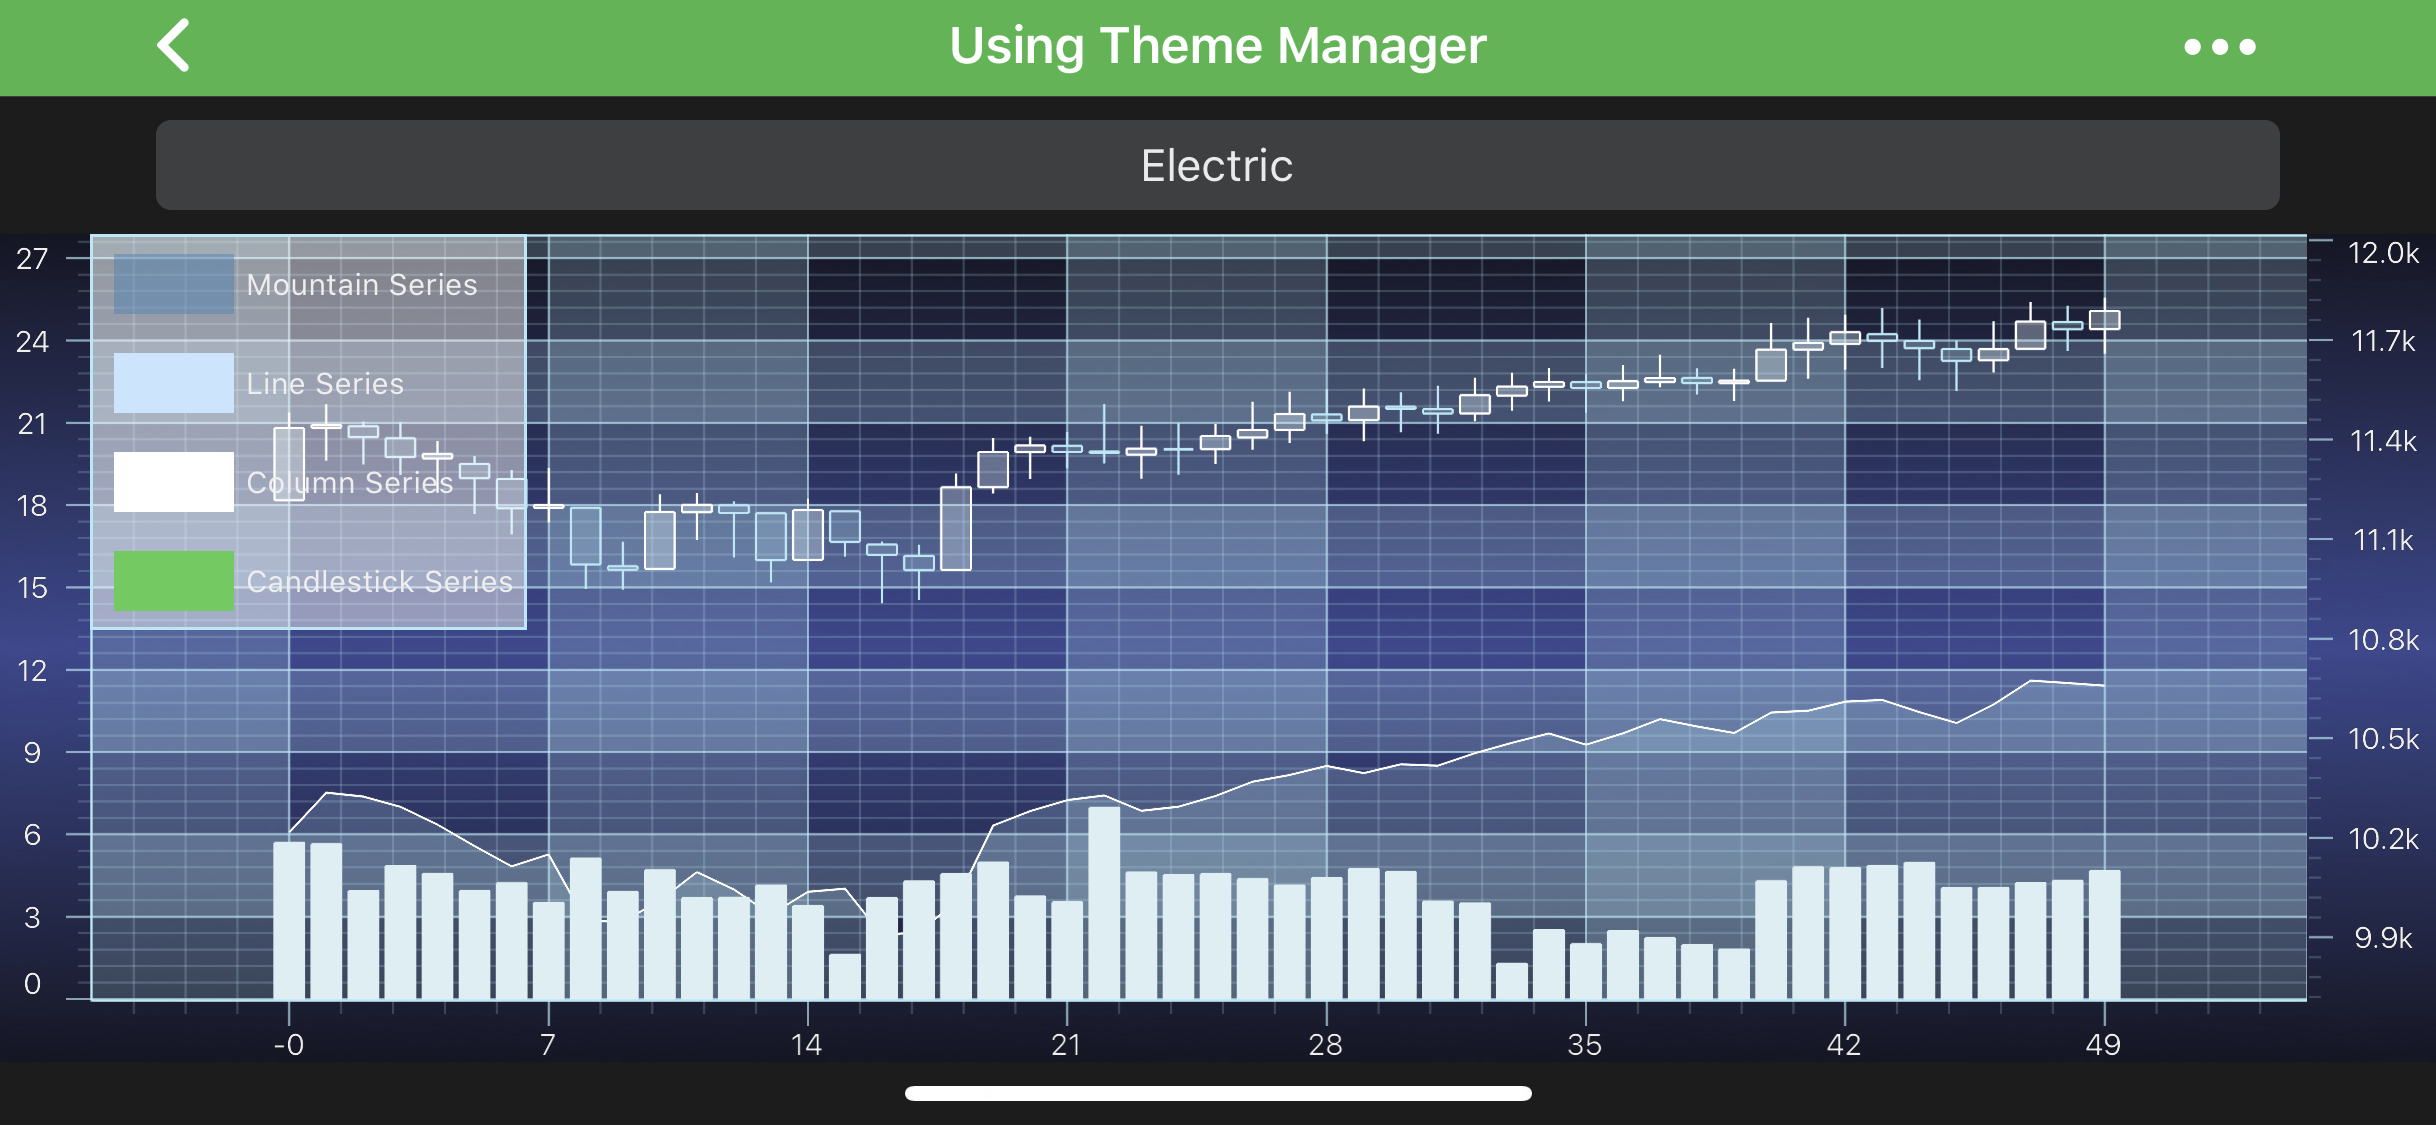 Using Theme Manager
Electric
Mountain Series
Line Series
Column Series
Candlestick Series
27
24
21
18
15
12
9
6
3
0
12.0k
11.7k
11.4k
11.1k
10.8k
10.5k
10.2k
9.9k
-0 7 14 21 28 35 42 49